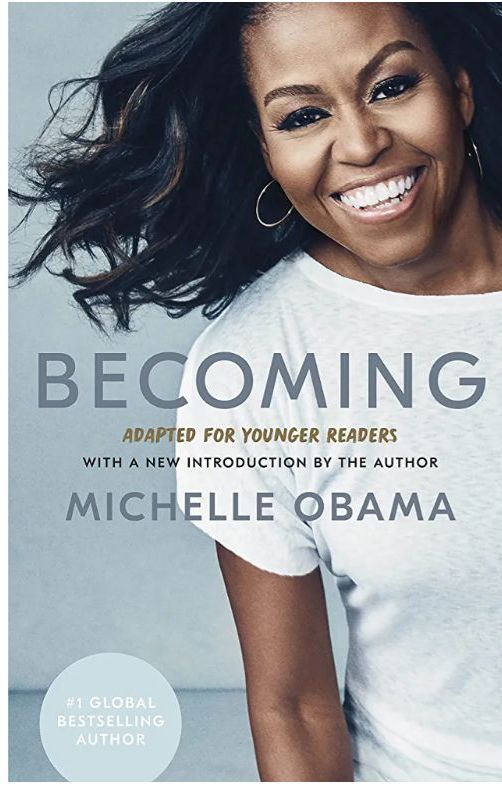 BECOMING
ADAPTED FOR YOUNGER READERS
WITH A NEW INTRODUCTION BY THE AUTHOR
MICHELLE OBAMA
#1 GLOBAL
BESTSELLING
AUTHOR